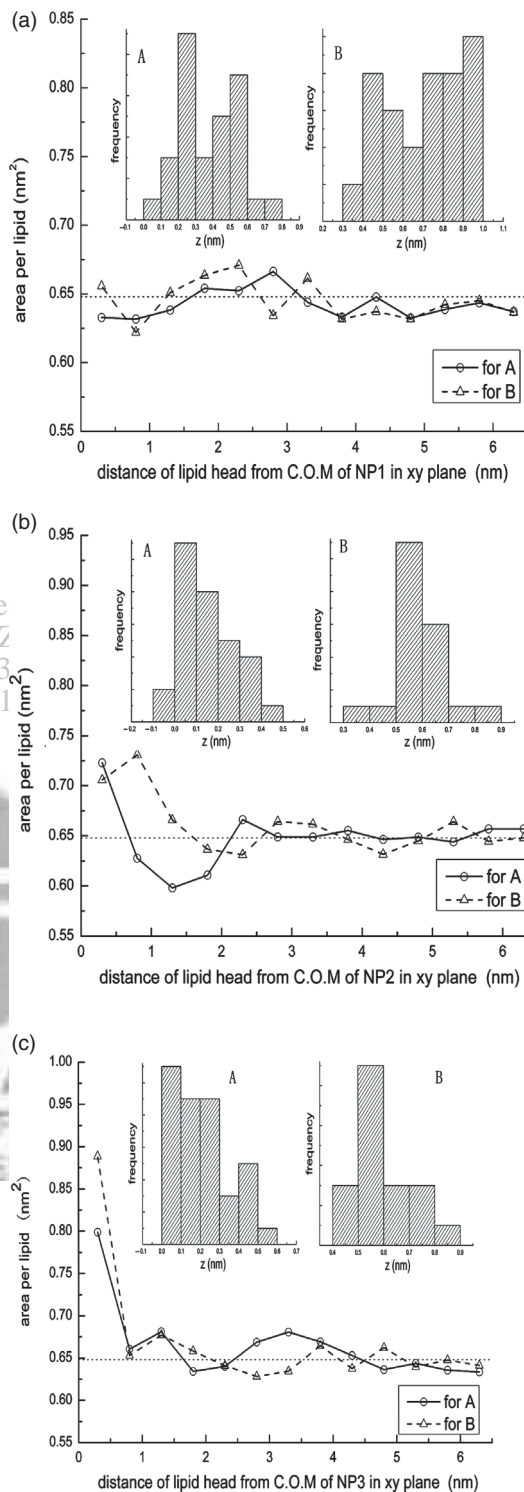 (a)
0.85
0.80
0.75
0.70
0.65
0.60
0.55
area per lipid (nm²)
A
frequency
-0.1 0.0 0.1 0.2 0.3 0.4 0.5 0.6 0.7 0.8 0.9
z (nm)
B
frequency
0.2 0.3 0.4 0.5 0.6 0.7 0.8 0.9 1.0 1.1
z (nm)
for A
for B
0 1 2 3 4 5 6
distance of lipid head from C.O.M of NP1 in xy plane (nm)
(b)
0.95
0.90
0.85
0.80
0.75
0.70
0.65
0.60
0.55
area per lipid (nm²)
A
frequency
-0.2 -0.1 0.0 0.1 0.2 0.3 0.4 0.5 0.6
z (nm)
B
frequency
0.3 0.4 0.5 0.6 0.7 0.8 0.9
z (nm)
for A
for B
0 1 2 3 4 5 6
distance of lipid head from C.O.M of NP2 in xy plane (nm)
e
Z
3
1
(c)
1.00
0.95
0.90
0.85
0.80
0.75
0.70
0.65
0.60
0.55
area per lipid (nm²)
A
frequency
-0.1 0.0 0.1 0.2 0.3 0.4 0.5 0.6 0.7
z (nm)
B
frequency
0.4 0.5 0.6 0.7 0.8 0.9
z (nm)
for A
for B
0 1 2 3 4 5 6
distance of lipid head from C.O.M of NP3 in xy plane (nm)